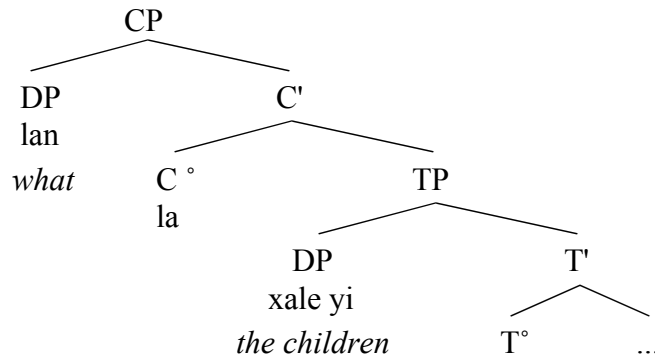 CP
DP C'
lan
what C ° TP
la
DP T'
xale yi
the children T° ...